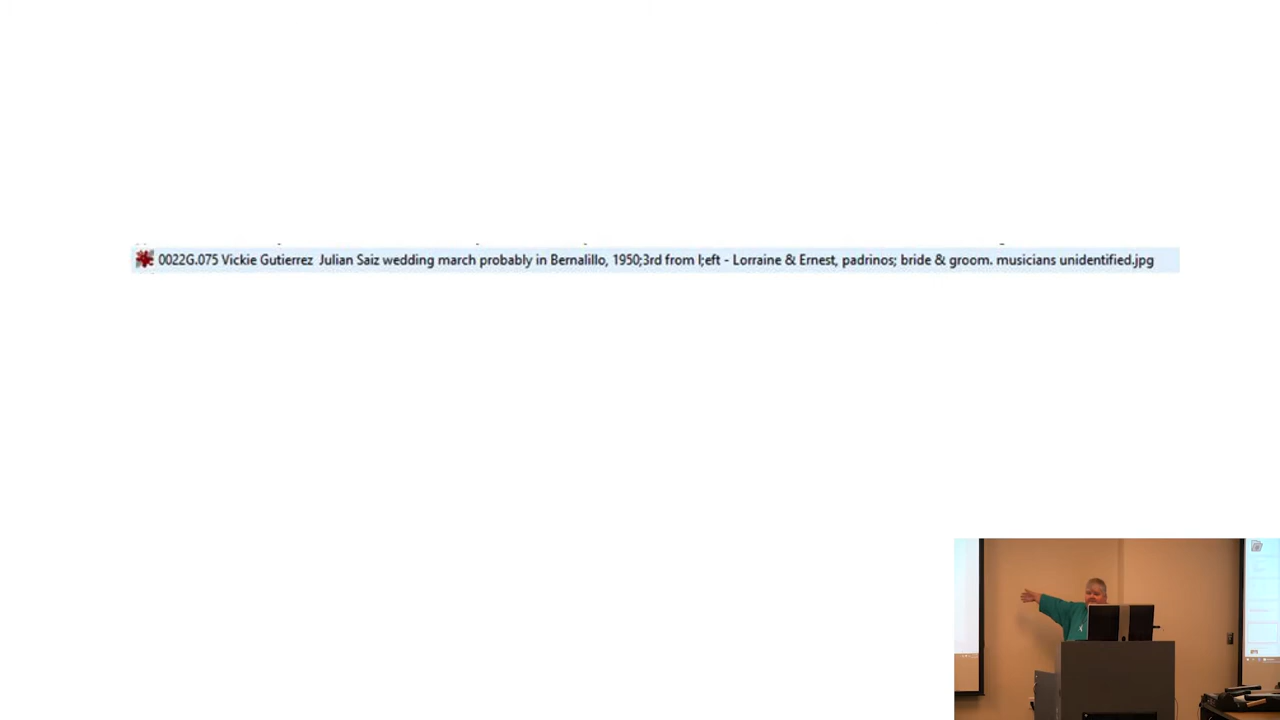 0022G.075 Vickie Gutierrez  Julian Saiz wedding march probably in Bernalillo, 1950;3rd from l;eft - Lorraine & Ernest, padrinos; bride & groom. musicians unidentified.jpg